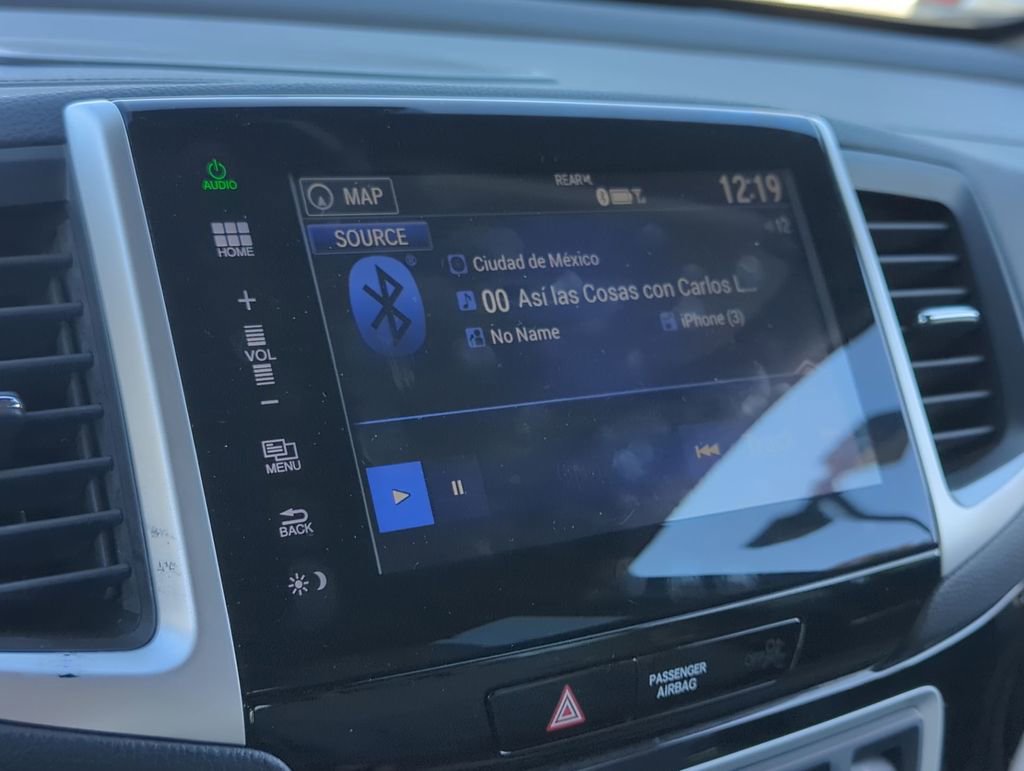 AUDIO
HOME
+
VOL
−
MENU
BACK
MAP
REAR
12:19
SOURCE
<12
®
Ciudad de México
00 Así las Cosas con Carlos L...
No Name
iPhone (3)
PASSENGER
AIRBAG